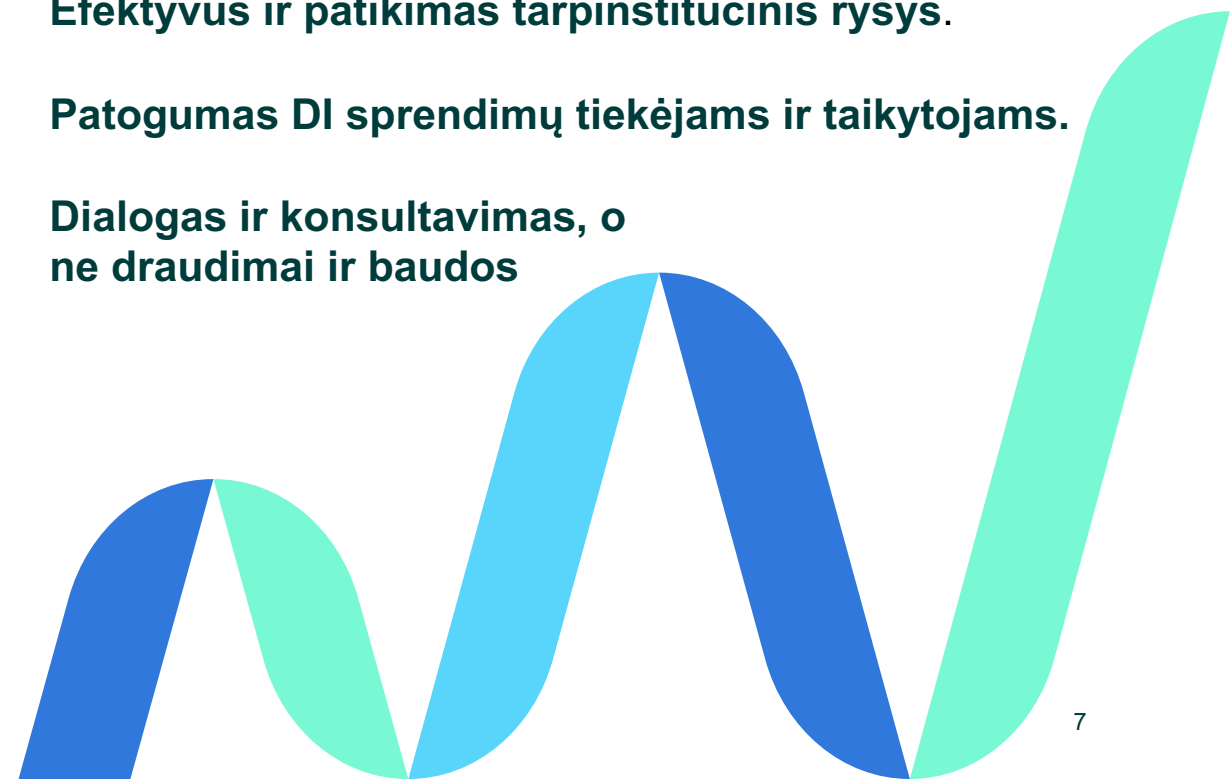 Efektyvus ir patikimas tarpinstitucinis ryšys.
Patogumas DI sprendimų tiekėjams ir taikytojams.
Dialogas ir konsultavimas, o
ne draudimai ir baudos
7